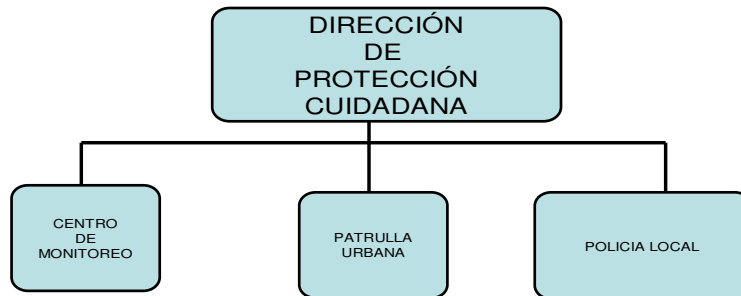 DIRECCIÓN
DE
PROTECCIÓN
CUIDADANA
CENTRO
DE
MONITOREO
PATRULLA
URBANA
POLICIA LOCAL